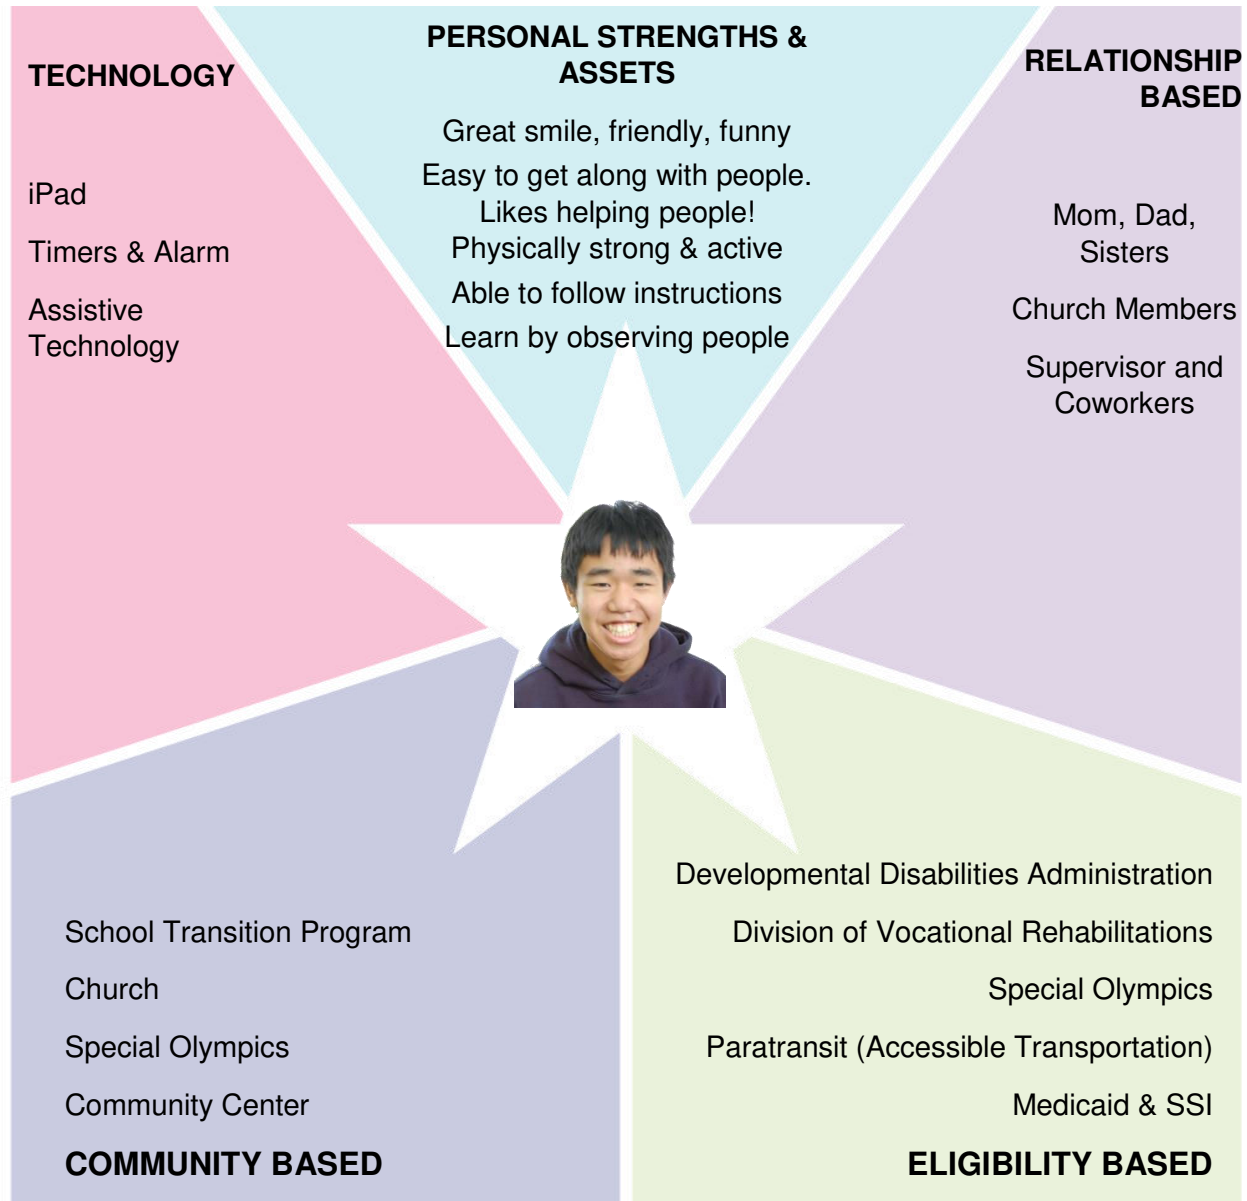 TECHNOLOGY
iPad
Timers & Alarm
Assistive
Technology
PERSONAL STRENGTHS &
ASSETS
Great smile, friendly, funny
Easy to get along with people.
Likes helping people!
Physically strong & active
Able to follow instructions
Learn by observing people
RELATIONSHIP
BASED
Mom, Dad,
Sisters
Church Members
Supervisor and
Coworkers
School Transition Program
Church
Special Olympics
Community Center
COMMUNITY BASED
Developmental Disabilities Administration
Division of Vocational Rehabilitations
Special Olympics
Paratransit (Accessible Transportation)
Medicaid & SSI
ELIGIBILITY BASED